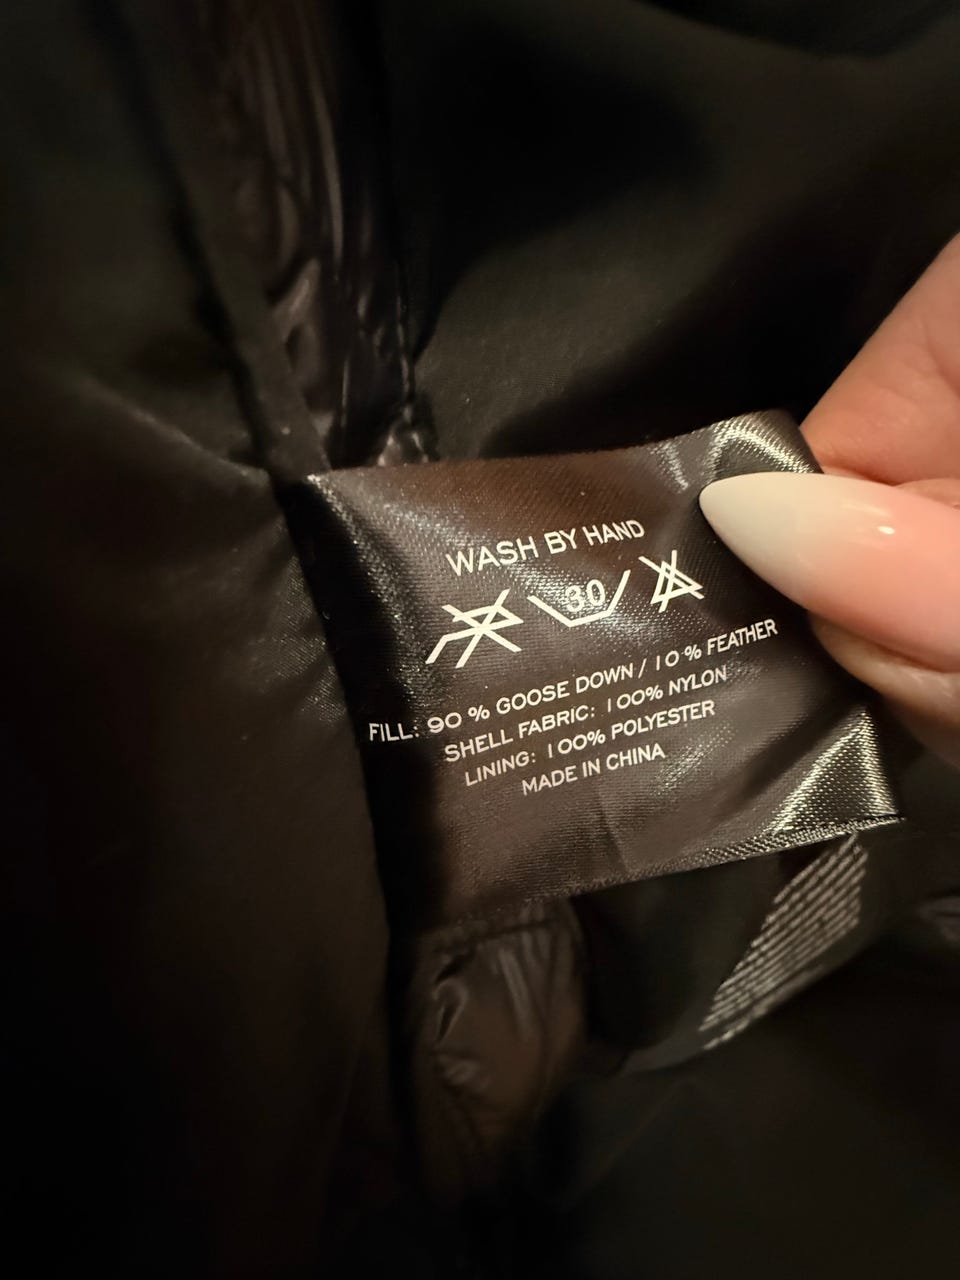 WASH BY HAND
30
FILL: 90 % GOOSE DOWN / 10 % FEATHER
SHELL FABRIC: 100% NYLON
LINING: 100% POLYESTER
MADE IN CHINA